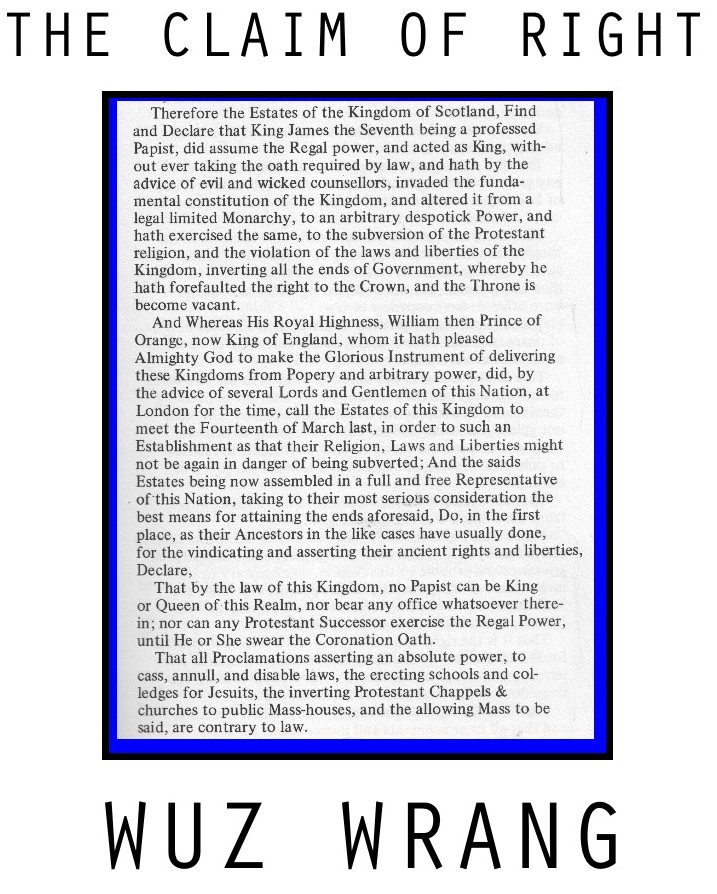 THE CLAIM OF RIGHT
Therefore the Estates of the Kingdom of Scotland, Find
and Declare that King James the Seventh being a professed
Papist, did assume the Regal power, and acted as King, with-
out ever taking the oath required by law, and hath by the
advice of evil and wicked counsellors, invaded the funda-
mental constitution of the Kingdom, and altered it from a
legal limited Monarchy, to an arbitrary despotick Power, and
hath exercised the same, to the subversion of the Protestant
religion, and the violation of the laws and liberties of the
Kingdom, inverting all the ends of Government, whereby he
hath forefaulted the right to the Crown, and the Throne is
become vacant.
And Whereas His Royal Highness, William then Prince of
Orange, now King of England, whom it hath pleased
Almighty God to make the Glorious Instrument of delivering
these Kingdoms from Popery and arbitrary power, did, by
the advice of several Lords and Gentlemen of this Nation, at
London for the time, call the Estates of this Kingdom to
meet the Fourteenth of March last, in order to such an
Establishment as that their Religion, Laws and Liberties might
not be again in danger of being subverted; And the saids
Estates being now assembled in a full and free Representative
of this Nation, taking to their most serious consideration the
best means for attaining the ends aforesaid, Do, in the first
place, as their Ancestors in the like cases have usually done,
for the vindicating and asserting their ancient rights and liberties,
Declare,
That by the law of this Kingdom, no Papist can be King
or Queen of this Realm, nor bear any office whatsoever there-
in; nor can any Protestant Successor exercise the Regal Power,
until He or She swear the Coronation Oath.
That all Proclamations asserting an absolute power, to
cass, annull, and disable laws, the erecting schools and col-
ledges for Jesuits, the inverting Protestant Chappels &
churches to public Mass-houses, and the allowing Mass to be
said, are contrary to law.
WUZ WRANG